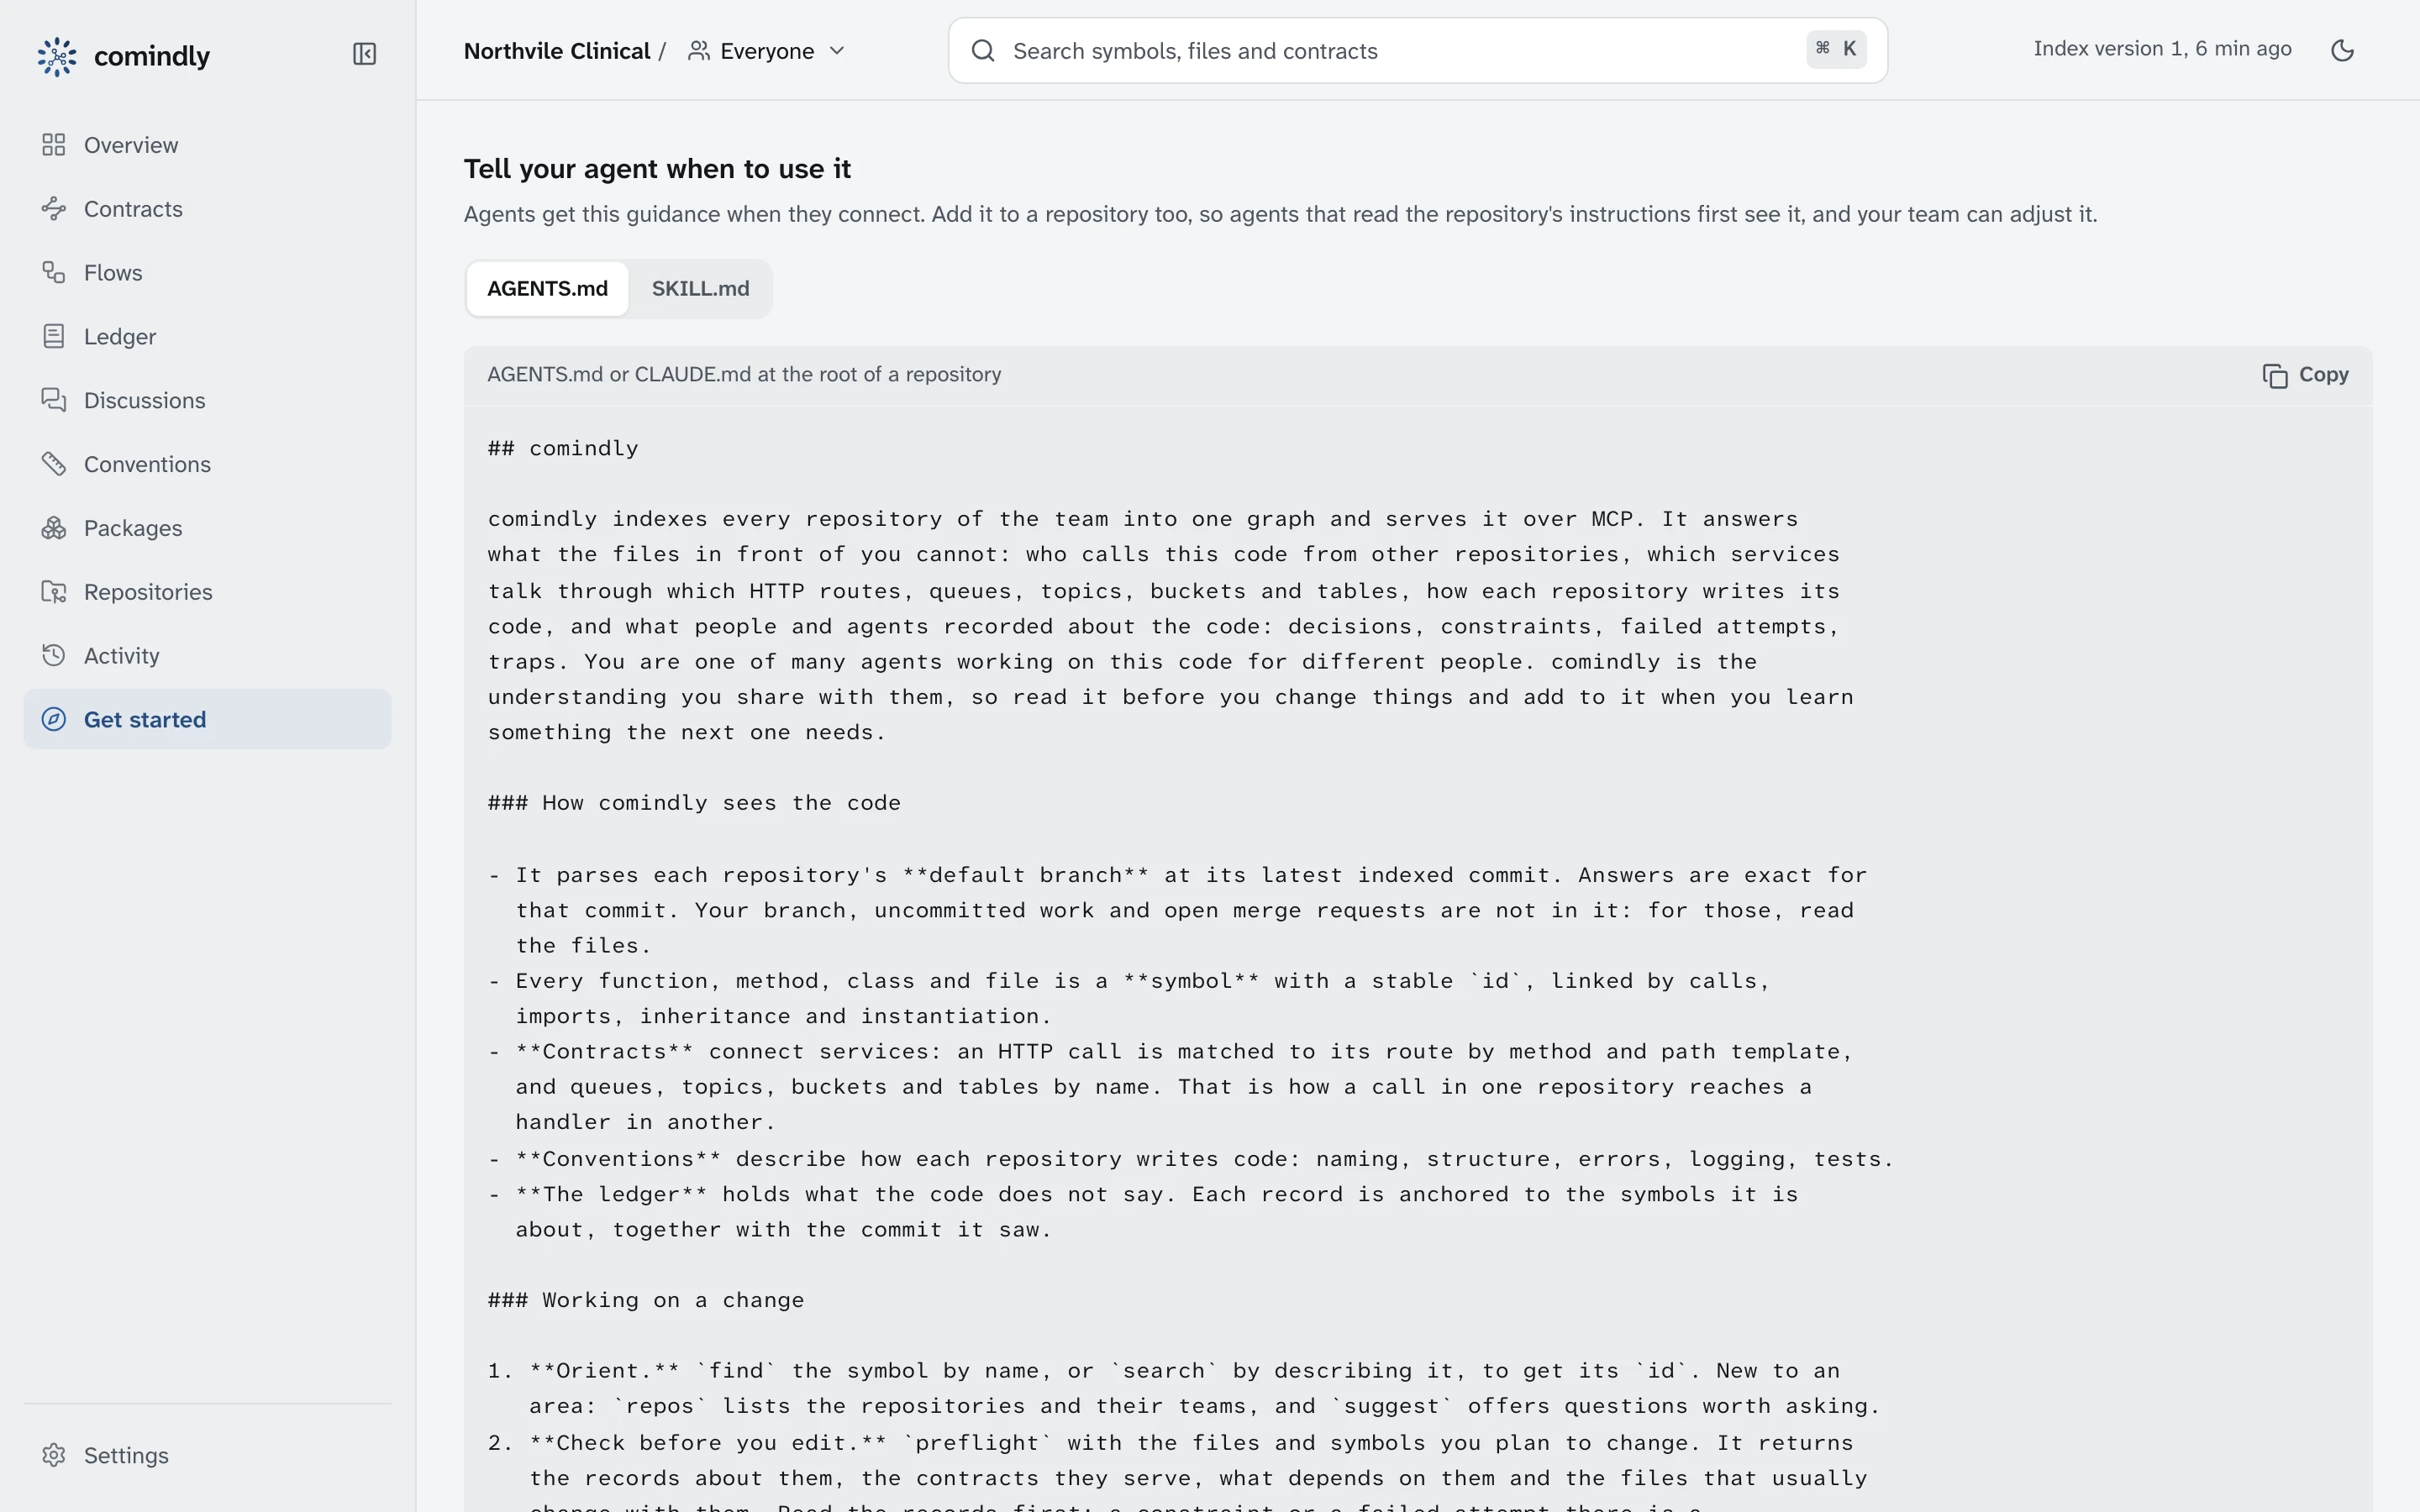 comindly
Northvile Clinical / Everyone
Search symbols, files and contracts
⌘ K
Index version 1, 6 min ago
Overview
Contracts
Flows
Ledger
Discussions
Conventions
Packages
Repositories
Activity
Get started
Settings
Tell your agent when to use it
Agents get this guidance when they connect. Add it to a repository too, so agents that read the repository's instructions first see it, and your team can adjust it.
AGENTS.md SKILL.md
AGENTS.md or CLAUDE.md at the root of a repository
Copy
## comindly
comindly indexes every repository of the team into one graph and serves it over MCP. It answers
what the files in front of you cannot: who calls this code from other repositories, which services
talk through which HTTP routes, queues, topics, buckets and tables, how each repository writes its
code, and what people and agents recorded about the code: decisions, constraints, failed attempts,
traps. You are one of many agents working on this code for different people. comindly is the
understanding you share with them, so read it before you change things and add to it when you learn
something the next one needs.
### How comindly sees the code
- It parses each repository's **default branch** at its latest indexed commit. Answers are exact for
that commit. Your branch, uncommitted work and open merge requests are not in it: for those, read
the files.
- Every function, method, class and file is a **symbol** with a stable `id`, linked by calls,
imports, inheritance and instantiation.
- **Contracts** connect services: an HTTP call is matched to its route by method and path template,
and queues, topics, buckets and tables by name. That is how a call in one repository reaches a
handler in another.
- **Conventions** describe how each repository writes code: naming, structure, errors, logging, tests.
- **The ledger** holds what the code does not say. Each record is anchored to the symbols it is
about, together with the commit it saw.
### Working on a change
1. **Orient.** `find` the symbol by name, or `search` by describing it, to get its `id`. New to an
area: `repos` lists the repositories and their teams, and `suggest` offers questions worth asking.
2. **Check before you edit.** `preflight` with the files and symbols you plan to change. It returns
the records about them, the contracts they serve, what depends on them and the files that usually
change with them. Read the records first: a constraint or a failed attempt there is a